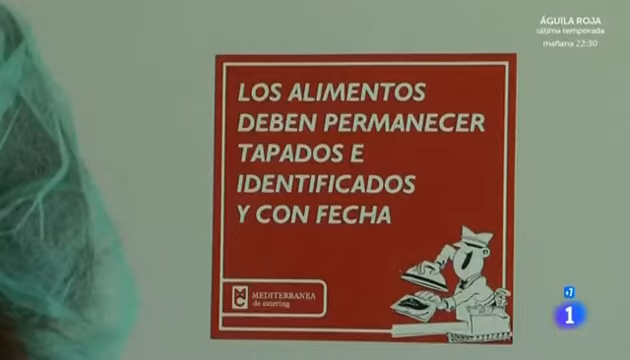 ÁGUILA ROJA
última temporada
mañana 22:30
LOS ALIMENTOS
DEBEN PERMANECER
TAPADOS E
IDENTIFICADOS
Y CON FECHA
MEDITERRANEA
de catering
+7
1